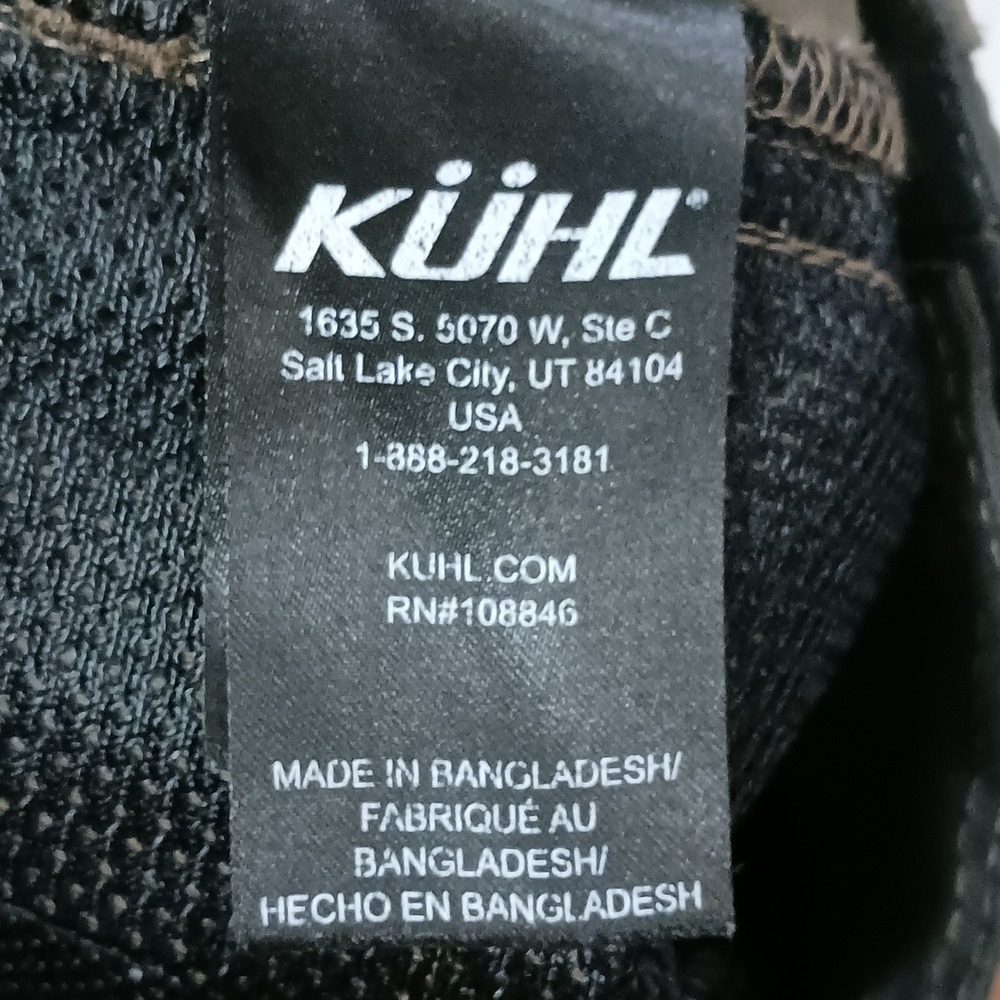 KÜHL®
1635 S. 5070 W, Ste C
Salt Lake City, UT 84104
USA
1-888-218-3181
KUHL.COM
RN#108846
MADE IN BANGLADESH/
FABRIQUÉ AU
BANGLADESH/
HECHO EN BANGLADESH